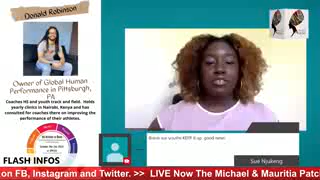 Donald Robinson
Owner of Global Human
Performance in Pittsburgh,
PA
Coaches HS and youth track and field. Holds
yearly clinics in Nairobi, Kenya and has
consulted for coaches there on improving the
performance of their athletes.
FLASH INFOS
Bravo our youths KEEP it up. good news
Sue Njukeng
on FB, Instagram and Twitter. >> LIVE Now The Michael & Mauritia Patc